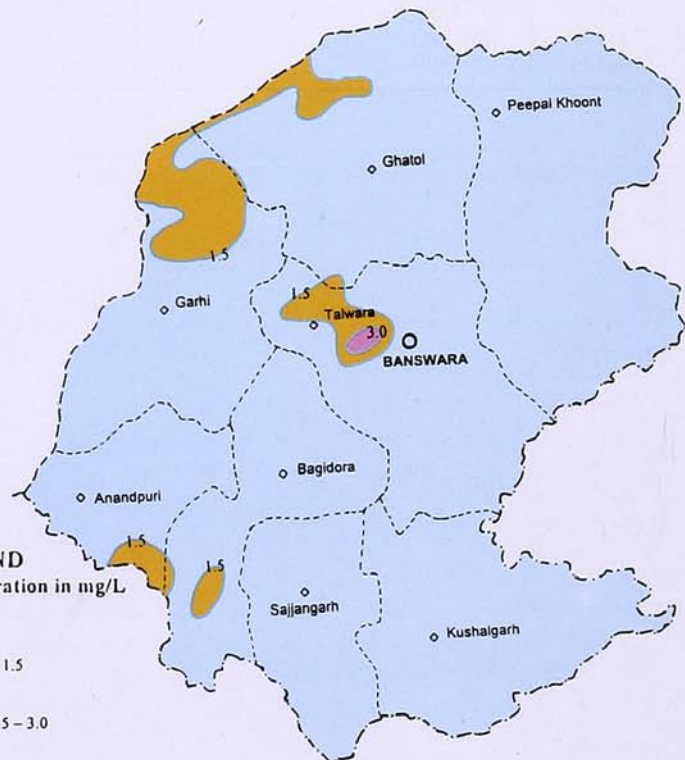 Peepal Khoont
Ghatol
1.5
Garhi
1.5
Talwara
3.0
BANSWARA
Bagidora
Anandpuri
1.5
1.5
ND
ration in mg/L
Sajjangarh
Kushalgarh
1.5
5 – 3.0